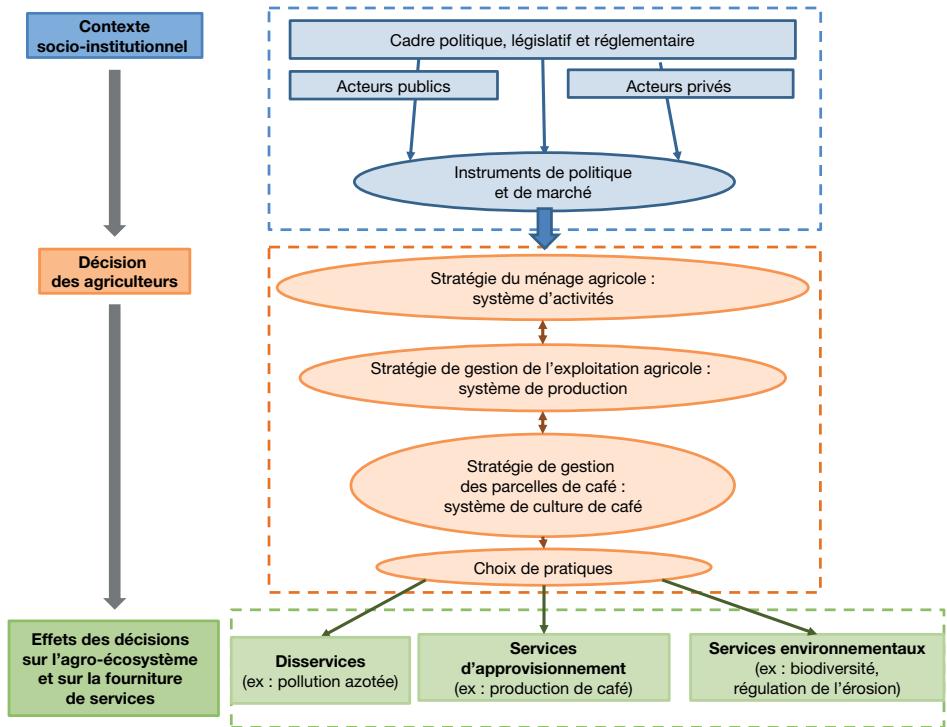 Contexte
socio-institutionnel
Cadre politique, législatif et réglementaire
Acteurs publics
Acteurs privés
Instruments de politique
et de marché
Décision
des agriculteurs
Stratégie du ménage agricole :
système d’activités
Stratégie de gestion de l’exploitation agricole :
système de production
Stratégie de gestion
des parcelles de café :
système de culture de café
Choix de pratiques
Effets des décisions
sur l’agro-écosystème
et sur la fourniture
de services
Disservices
(ex : pollution azotée)
Services
d’approvisionnement
(ex : production de café)
Services environnementaux
(ex : biodiversité,
régulation de l’érosion)